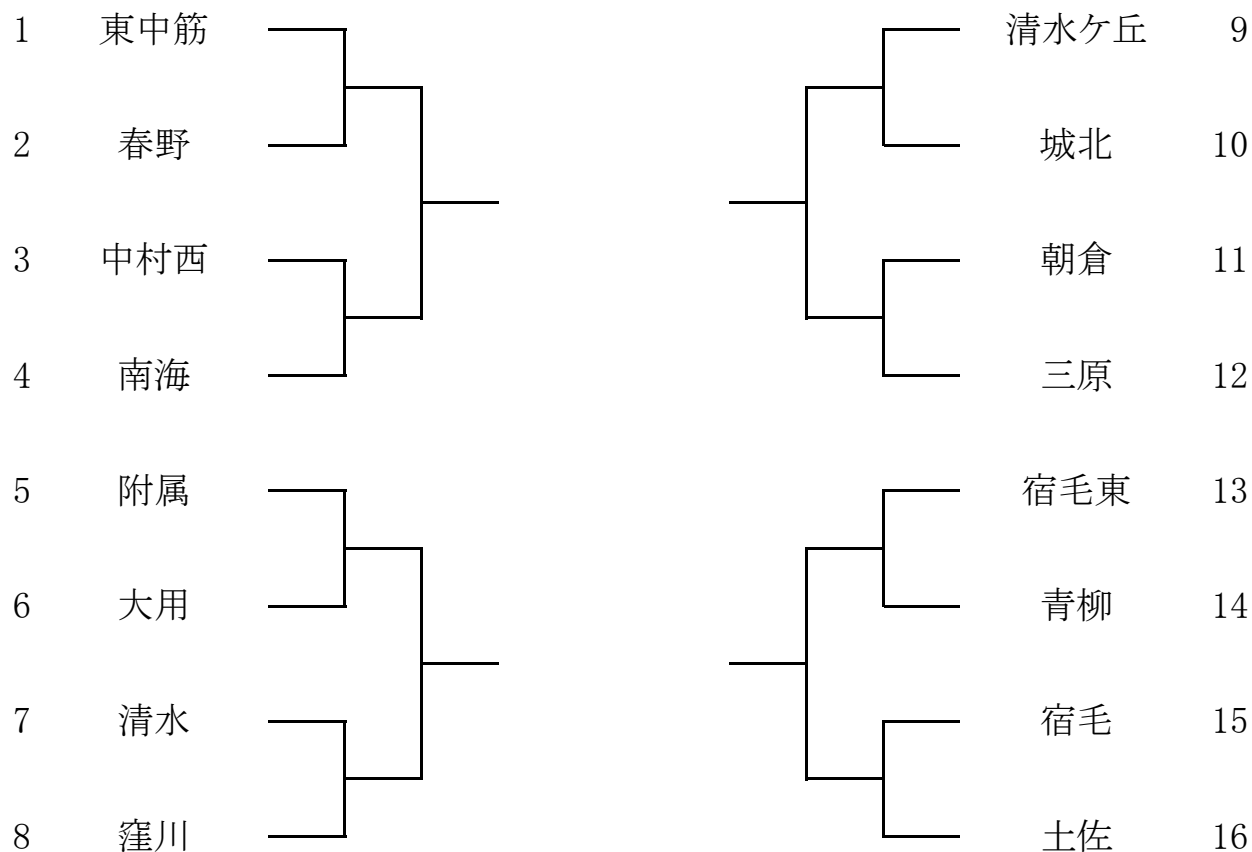 1 東中筋
2 春野
3 中村西
4 南海
5 附属
6 大用
7 清水
8 窪川
清水ケ丘 9
城北 10
朝倉 11
三原 12
宿毛東 13
青柳 14
宿毛 15
土佐 16